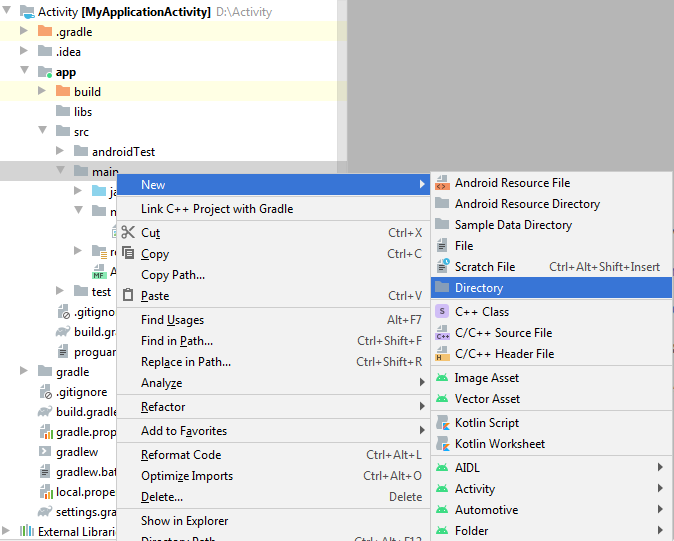 Activity [MyApplicationActivity] D:\Activity
.gradle
.idea
app
build
libs
src
androidTest
main
test
.gitignore
build.gr
proguar
gradle
.gitignore
build.gradle
gradle.prop
gradlew
gradlew.bat
local.prope
settings.gra
External Librari
New
Link C++ Project with Gradle
Cut Ctrl+X
Copy Ctrl+C
Copy Path...
Paste Ctrl+V
Find Usages Alt+F7
Find in Path... Ctrl+Shift+F
Replace in Path... Ctrl+Shift+R
Analyze
Refactor
Add to Favorites
Reformat Code Ctrl+Alt+L
Optimize Imports Ctrl+Alt+O
Delete... Delete
Show in Explorer
Directory Path Ctrl+Alt+F12
Android Resource File
Android Resource Directory
Sample Data Directory
File
Scratch File Ctrl+Alt+Shift+Insert
Directory
C++ Class
C/C++ Source File
C/C++ Header File
Image Asset
Vector Asset
Kotlin Script
Kotlin Worksheet
AIDL
Activity
Automotive
Folder